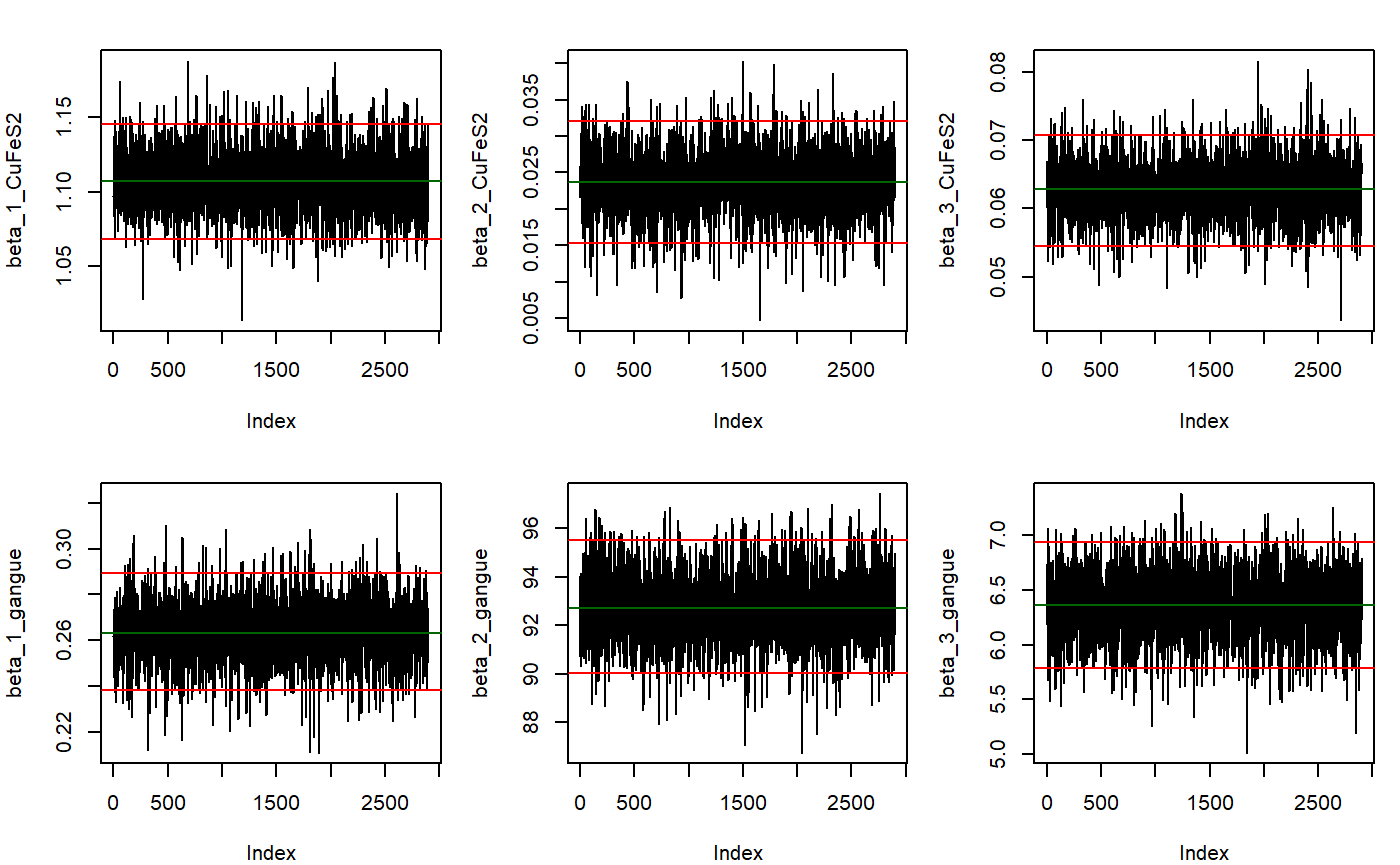 beta_1_CuFeS2
1.05 1.10 1.15
0 500 1500 2500
Index
beta_2_CuFeS2
0.005 0.015 0.025 0.035
0 500 1500 2500
Index
beta_3_CuFeS2
0.05 0.06 0.07 0.08
0 500 1500 2500
Index
beta_1_gangue
0.22 0.26 0.30
0 500 1500 2500
Index
beta_2_gangue
88 90 92 94 96
0 500 1500 2500
Index
beta_3_gangue
5.0 5.5 6.0 6.5 7.0
0 500 1500 2500
Index